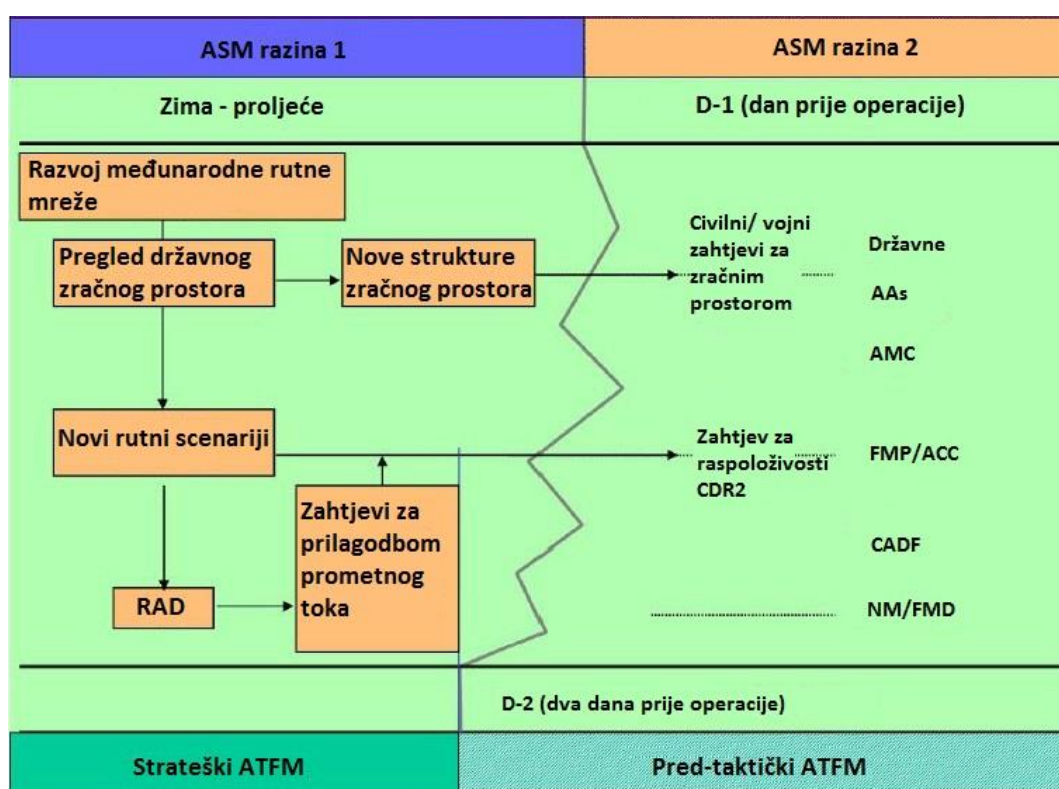 ASM razina 1
ASM razina 2
Zima - proljeće
D-1 (dan prije operacije)
Razvoj međunarodne rutne
mreže
Pregled državnog
zračnog prostora
Nove strukture
zračnog prostora
Civilni/ vojni
zahtjevi za
zračnim
prostorom
Državne
AAs
AMC
Novi rutni scenariji
Zahtjev za
raspoloživosti
CDR2
FMP/ACC
Zahtjevi za
prilagodbom
prometnog
toka
RAD
CADF
NM/FMD
D-2 (dva dana prije operacije)
Strateški ATFM
Pred-taktički ATFM